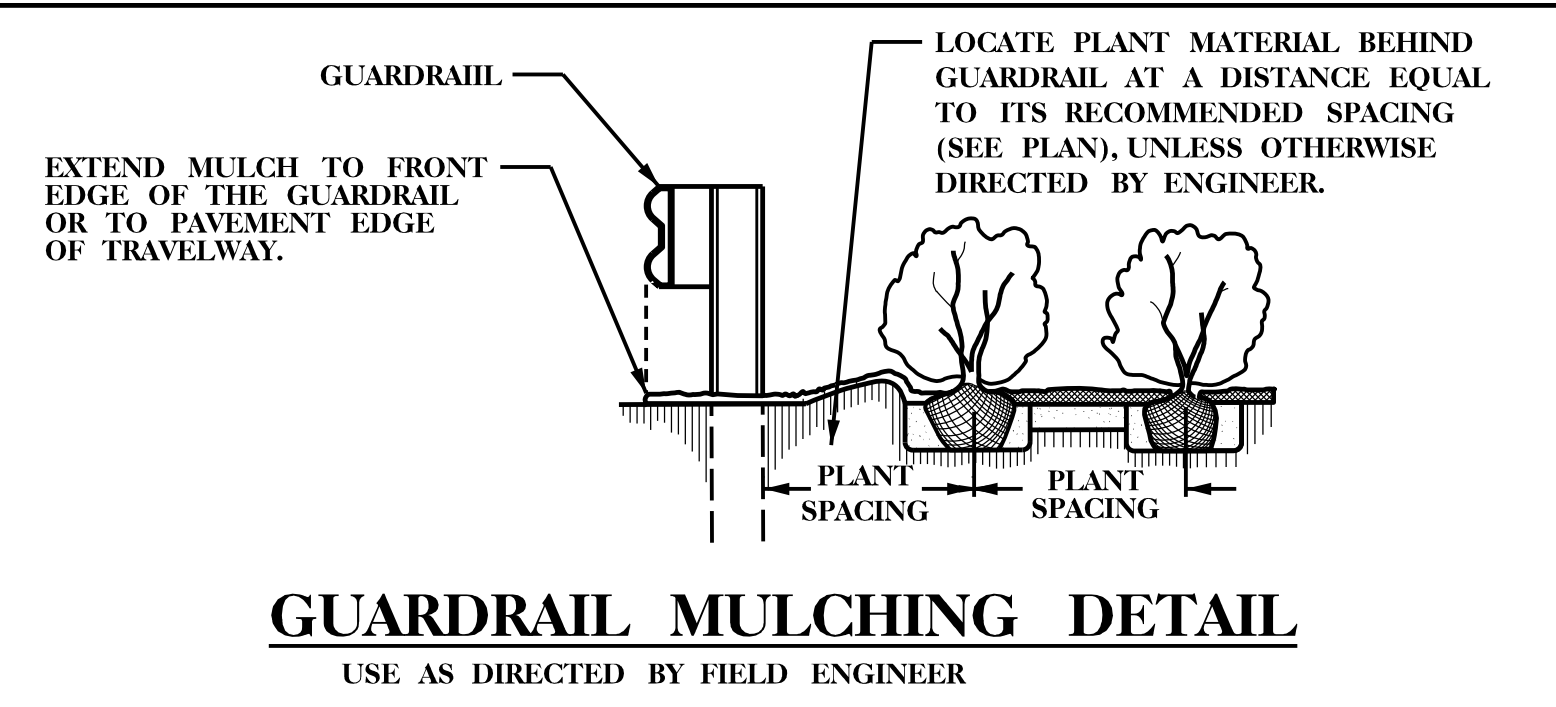 GUARDRAIIL
EXTEND MULCH TO FRONT
EDGE OF THE GUARDRAIL
OR TO PAVEMENT EDGE
OF TRAVELWAY.
LOCATE PLANT MATERIAL BEHIND
GUARDRAIL AT A DISTANCE EQUAL
TO ITS RECOMMENDED SPACING
(SEE PLAN), UNLESS OTHERWISE
DIRECTED BY ENGINEER.
PLANT
SPACING
PLANT
SPACING
GUARDRAIL MULCHING DETAIL
USE AS DIRECTED BY FIELD ENGINEER